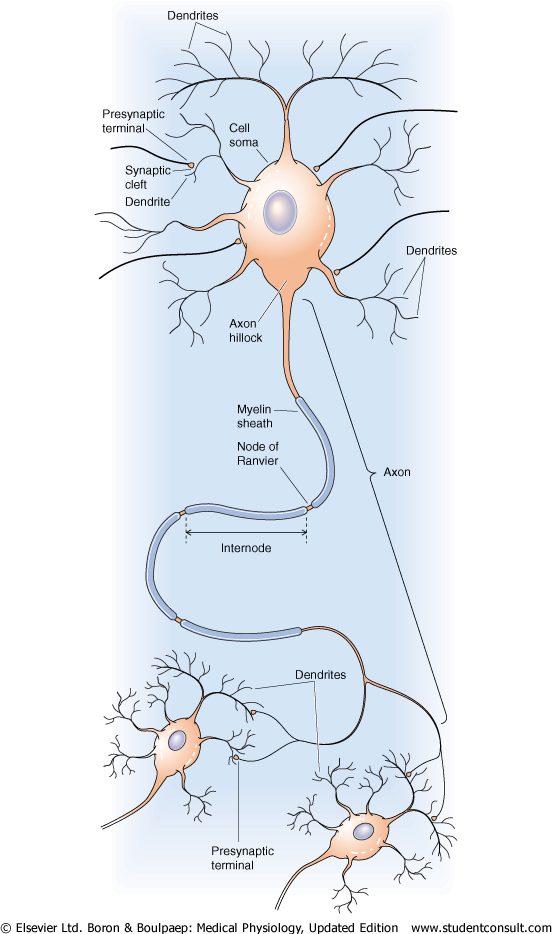 Dendrites
Presynaptic
terminal
Cell
soma
Synaptic
cleft
Dendrite
Dendrites
Axon
hillock
Myelin
sheath
Node of
Ranvier
Axon
Internode
Dendrites
Presynaptic
terminal
© Elsevier Ltd. Boron & Boulpaep: Medical Physiology, Updated Edition www.studentconsult.com